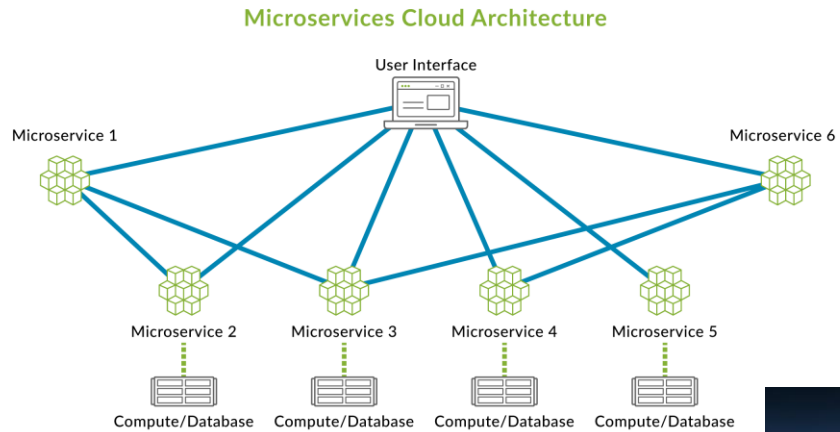 Microservices Cloud Architecture
User Interface
Microservice 1
Microservice 6
Microservice 2
Microservice 3
Microservice 4
Microservice 5
Compute/Database
Compute/Database
Compute/Database
Compute/Database